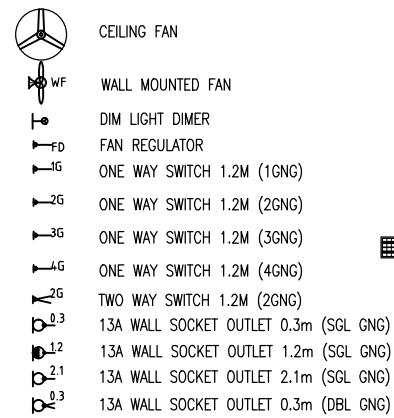 CEILING FAN
WF WALL MOUNTED FAN
DIM LIGHT DIMER
FD FAN REGULATOR
1G ONE WAY SWITCH 1.2M (1GNG)
2G ONE WAY SWITCH 1.2M (2GNG)
3G ONE WAY SWITCH 1.2M (3GNG)
4G ONE WAY SWITCH 1.2M (4GNG)
2G TWO WAY SWITCH 1.2M (2GNG)
0.3 13A WALL SOCKET OUTLET 0.3m (SGL GNG)
1.2 13A WALL SOCKET OUTLET 1.2m (SGL GNG)
2.1 13A WALL SOCKET OUTLET 2.1m (SGL GNG)
0.3 13A WALL SOCKET OUTLET 0.3m (DBL GNG)